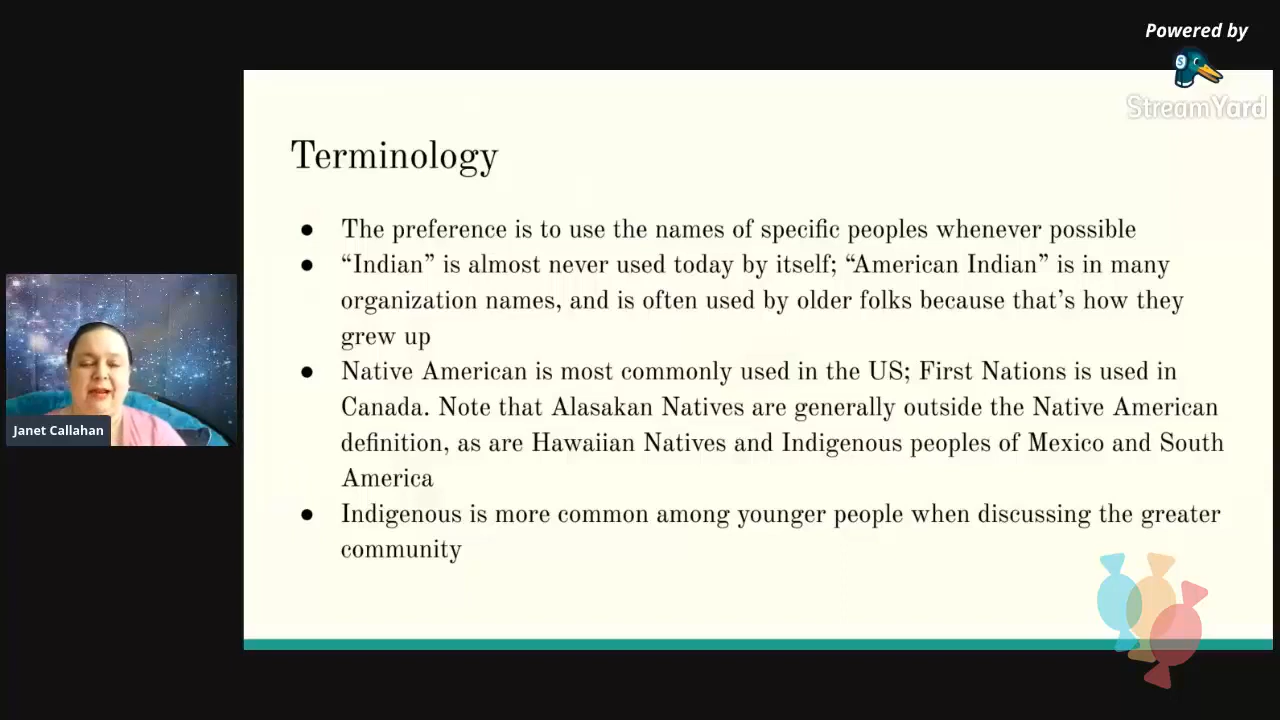 Powered by
StreamYard
Terminology
● The preference is to use the names of specific peoples whenever possible
● “Indian” is almost never used today by itself; “American Indian” is in many
organization names, and is often used by older folks because that’s how they
grew up
● Native American is most commonly used in the US; First Nations is used in
Canada. Note that Alasakan Natives are generally outside the Native American
definition, as are Hawaiian Natives and Indigenous peoples of Mexico and South
America
● Indigenous is more common among younger people when discussing the greater
community
Janet Callahan